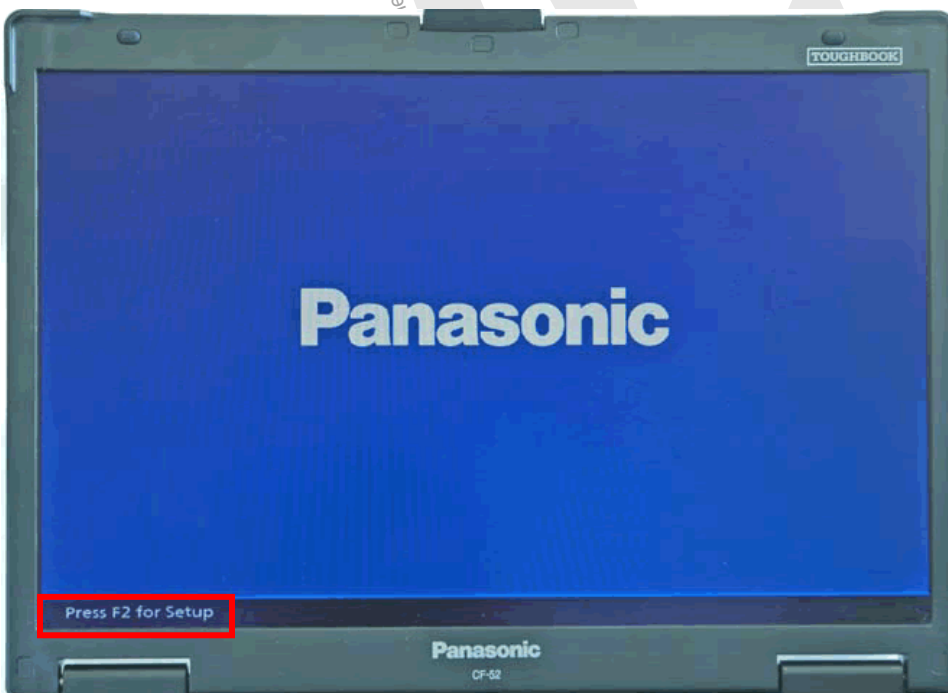 TOUGHBOOK
Panasonic
Press F2 for Setup
Panasonic
CF-52